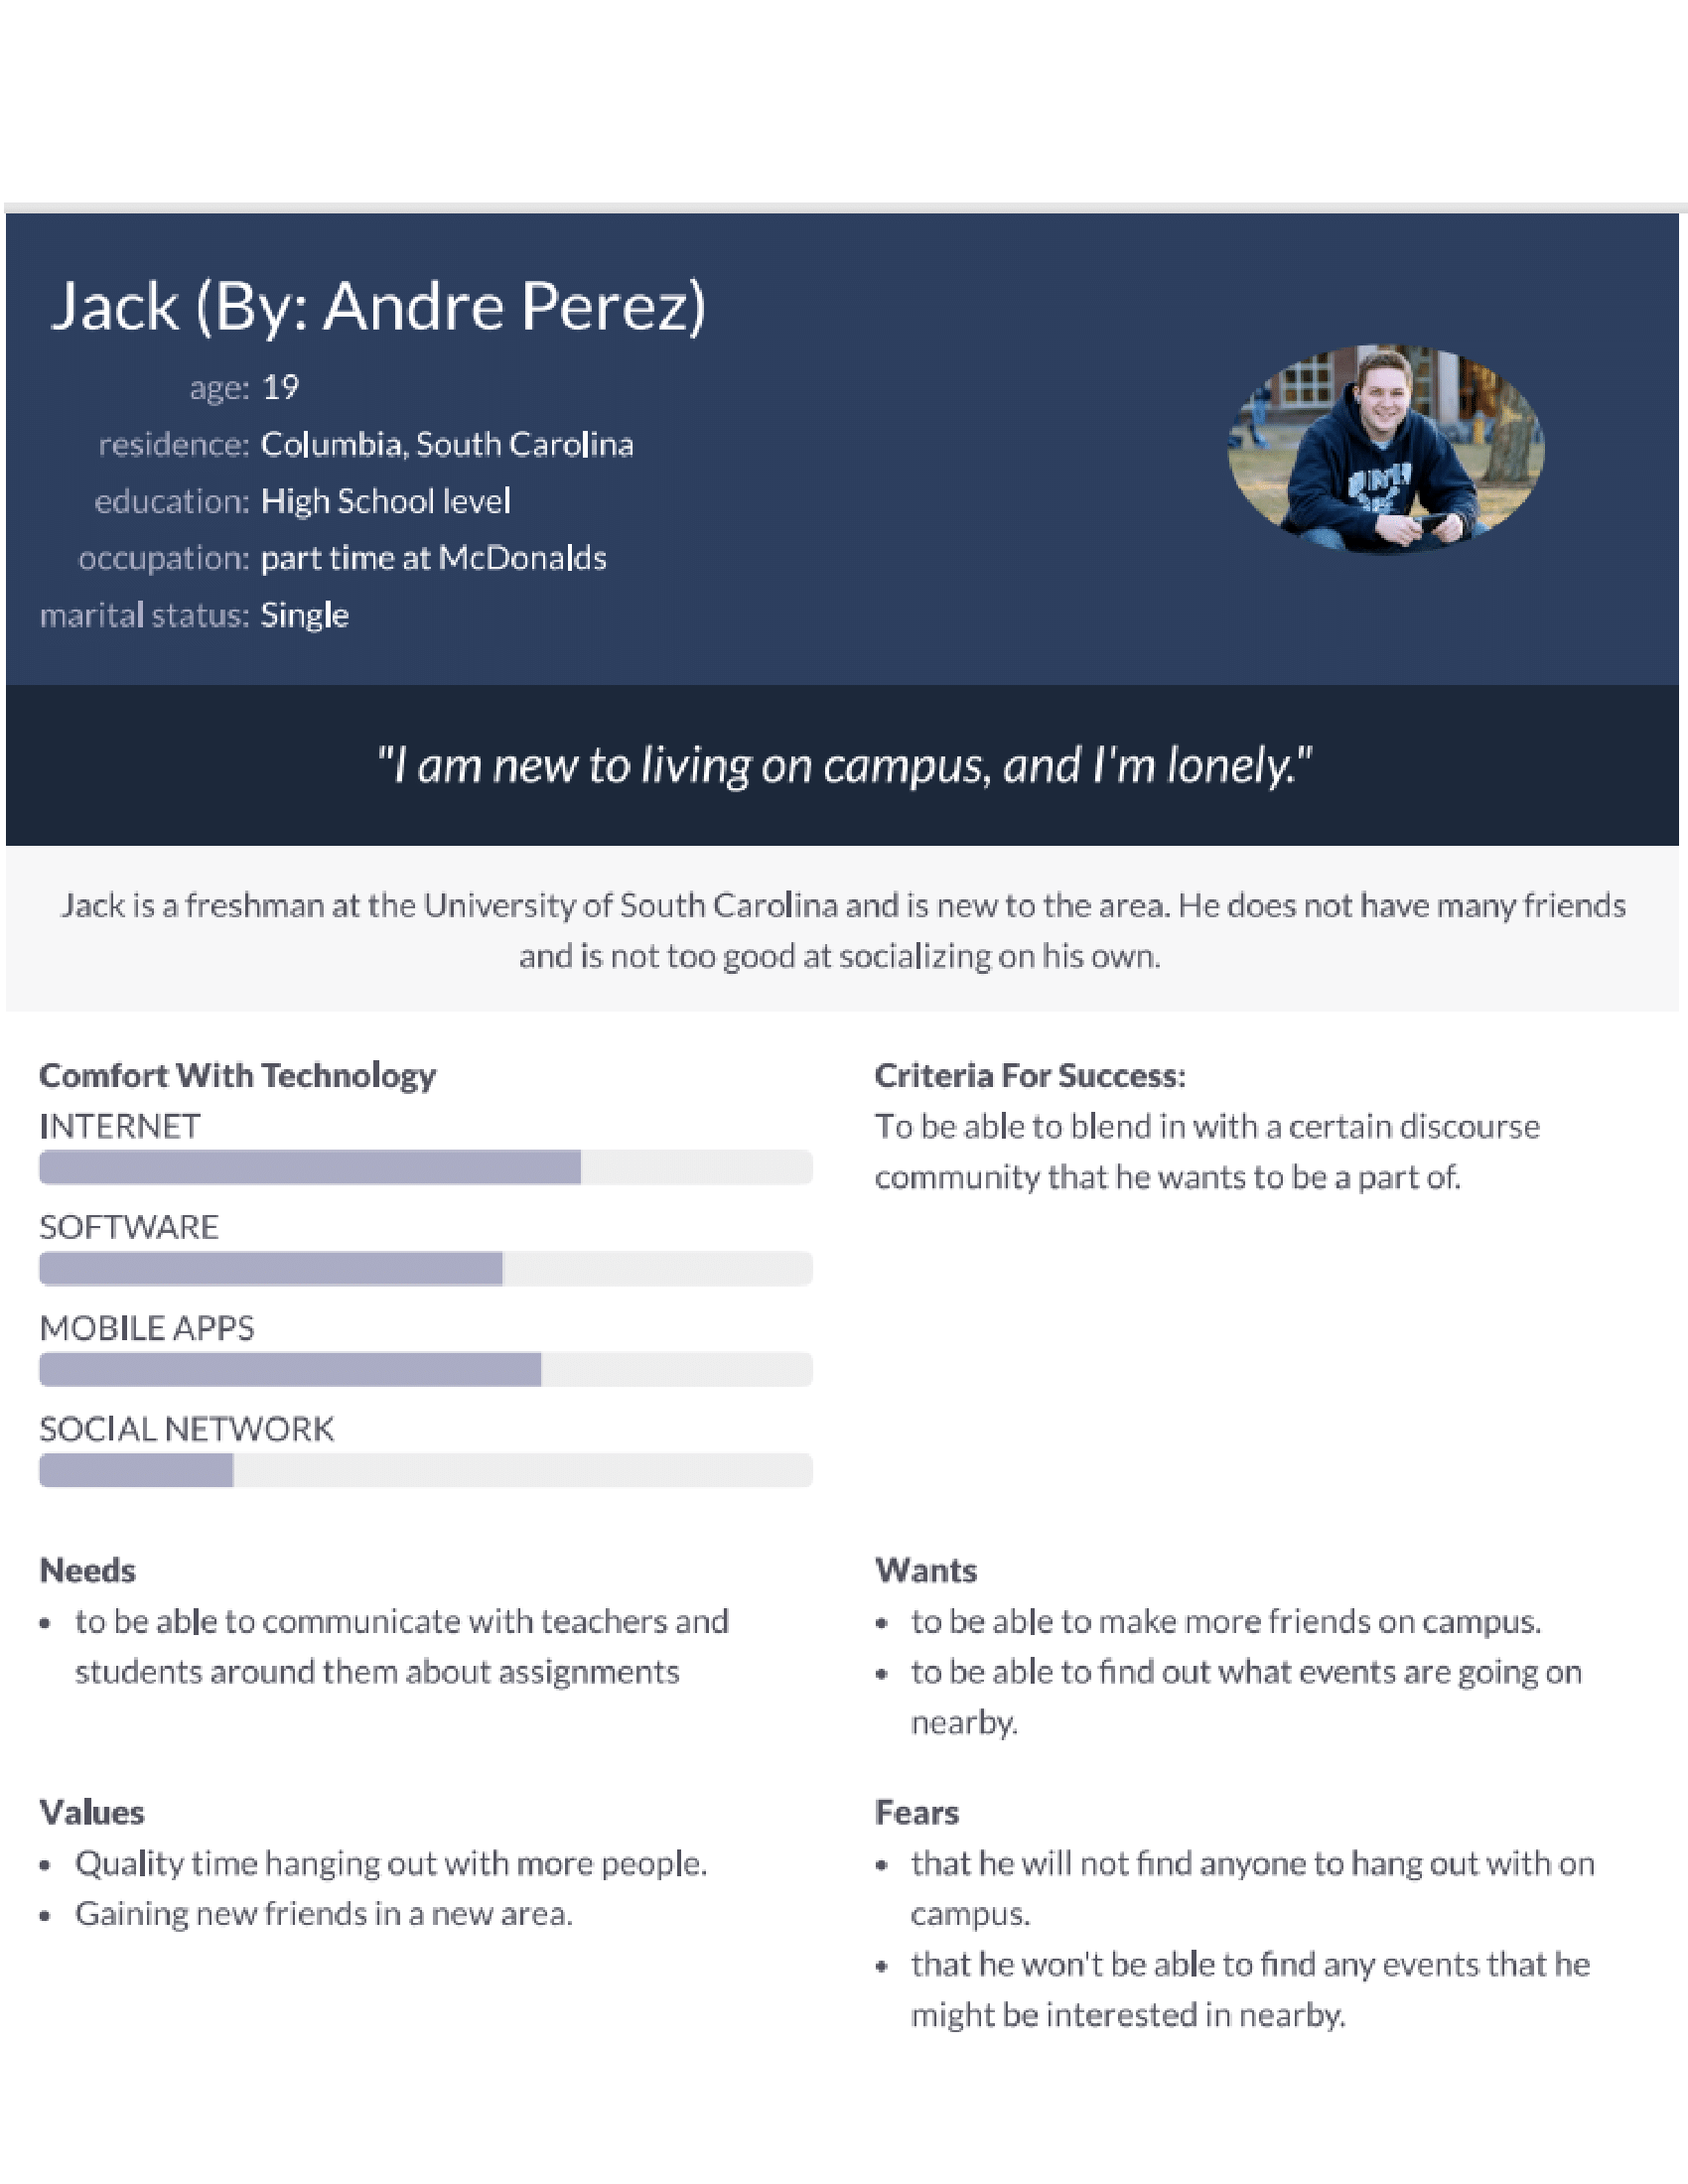 Jack (By: Andre Perez)
age: 19
residence: Columbia, South Carolina
education: High School level
occupation: part time at McDonalds
marital status: Single
"I am new to living on campus, and I'm lonely."
Jack is a freshman at the University of South Carolina and is new to the area. He does not have many friends
and is not too good at socializing on his own.
Comfort With Technology
INTERNET
SOFTWARE
MOBILE APPS
SOCIAL NETWORK
Criteria For Success:
To be able to blend in with a certain discourse
community that he wants to be a part of.
Needs
• to be able to communicate with teachers and
students around them about assignments
Wants
• to be able to make more friends on campus.
• to be able to find out what events are going on
nearby.
Values
• Quality time hanging out with more people.
• Gaining new friends in a new area.
Fears
• that he will not find anyone to hang out with on
campus.
• that he won't be able to find any events that he
might be interested in nearby.